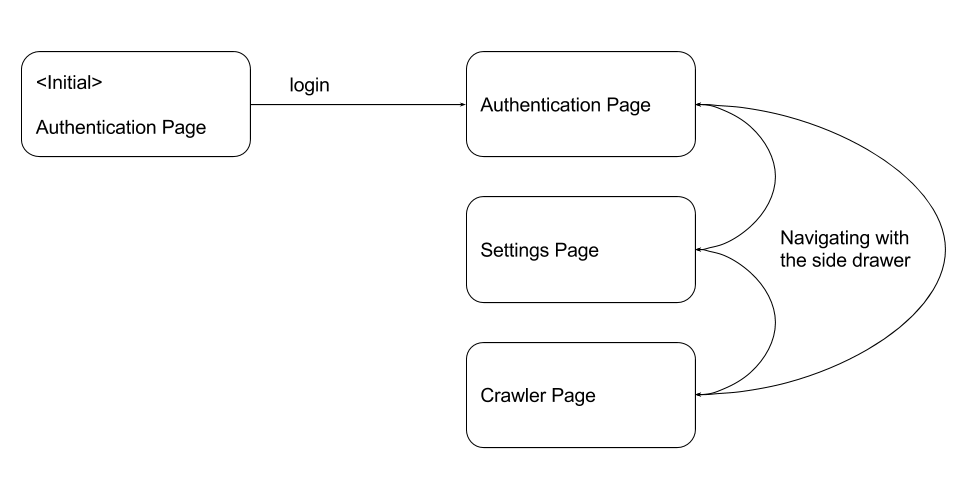 <Initial>
Authentication Page
login
Authentication Page
Settings Page
Navigating with
the side drawer
Crawler Page